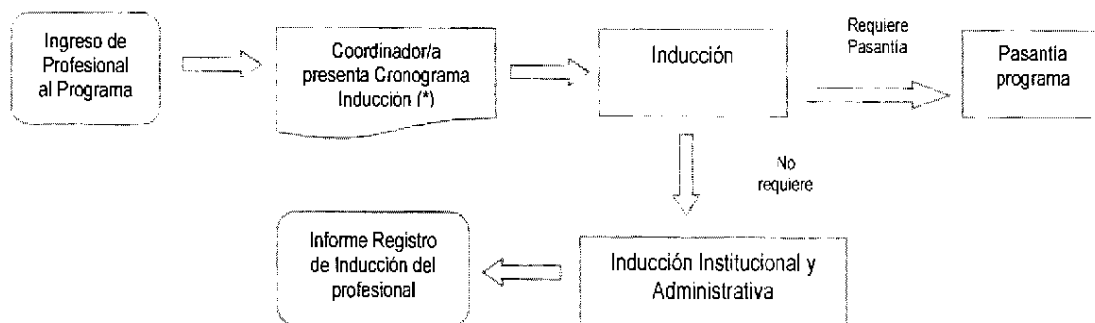 Ingreso de
Profesional
al Programa
Coordinador/a
presenta Cronograma
Inducción (*)
Inducción
Requiere
Pasantía
Pasantía
programa
No
requiere
Informe Registro
de Inducción del
profesional
Inducción Institucional y
Administrativa